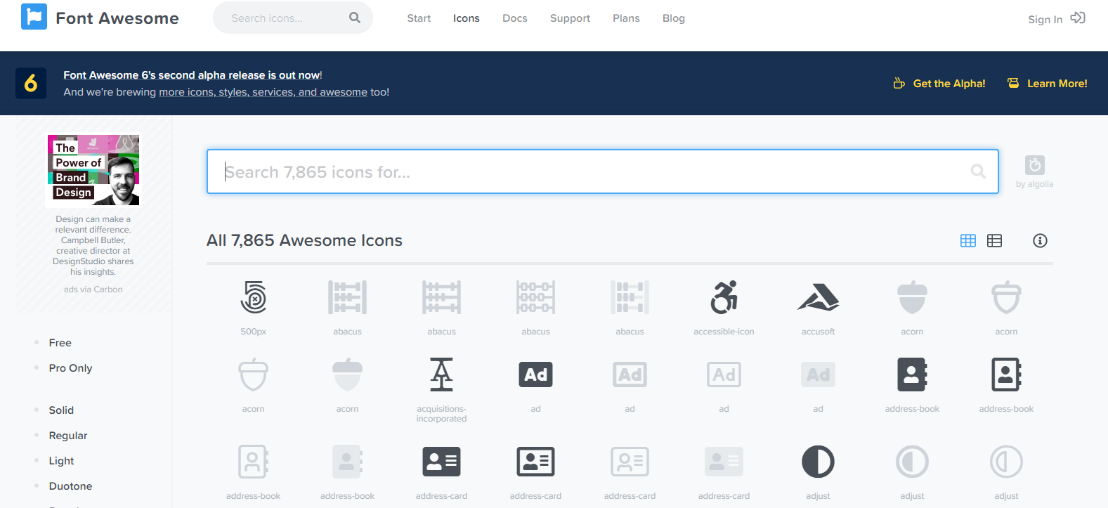 Font Awesome
Search icons...
Start Icons Docs Support Plans Blog
Sign In
6
Font Awesome 6's second alpha release is out now!
And we're brewing more icons, styles, services, and awesome too!
Get the Alpha! Learn More!
The
Power of
Brand
Design
Design can make a
relevant difference.
Campbell Butler,
creative director at
DesignStudio shares
his insights.
ads via Carbon
Free
Pro Only
Solid
Regular
Light
Duotone
Search 7,865 icons for...
by algolia
All 7,865 Awesome Icons
5
500px abacus abacus abacus abacus accessible-icon accusoft acorn acorn
Ad Ad Ad Ad
acorn acorn acquisitions-
incorporated ad ad ad ad address-book address-book
address-book address-book address-card address-card address-card address-card adjust adjust adjust